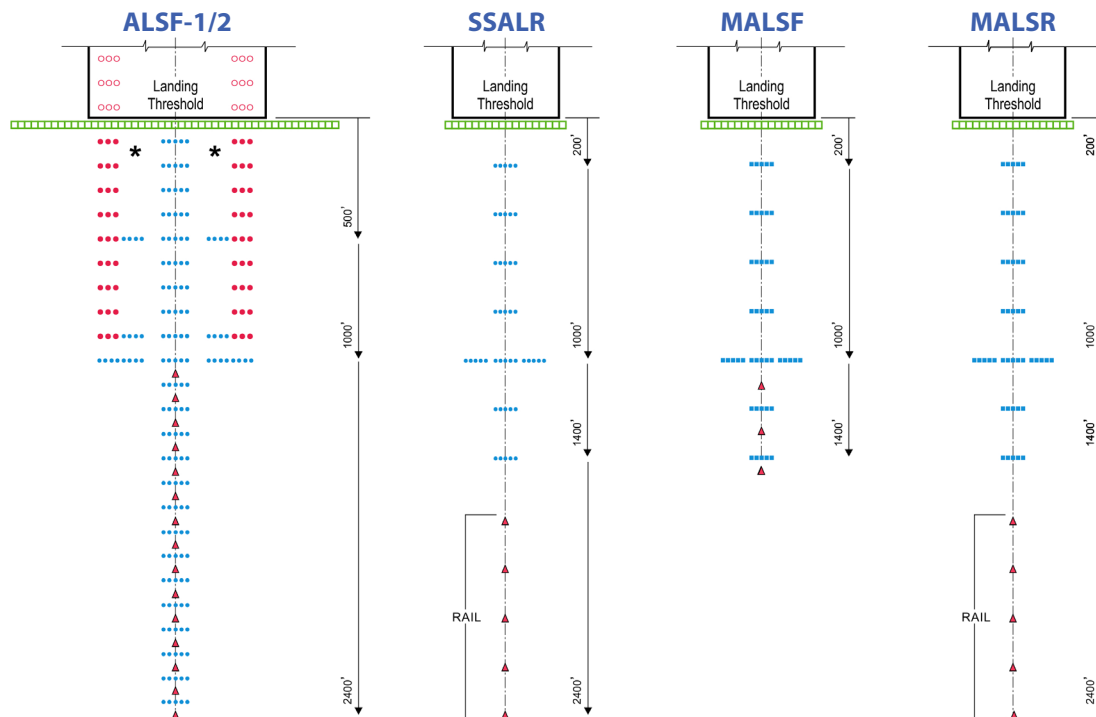 ALSF-1/2
Landing
Threshold
*
*
500'
1000'
2400'
SSALR
Landing
Threshold
200'
1000'
1400'
RAIL
2400'
MALSF
Landing
Threshold
200'
1000'
1400'
MALSR
Landing
Threshold
200'
1000'
1400'
RAIL
2400'